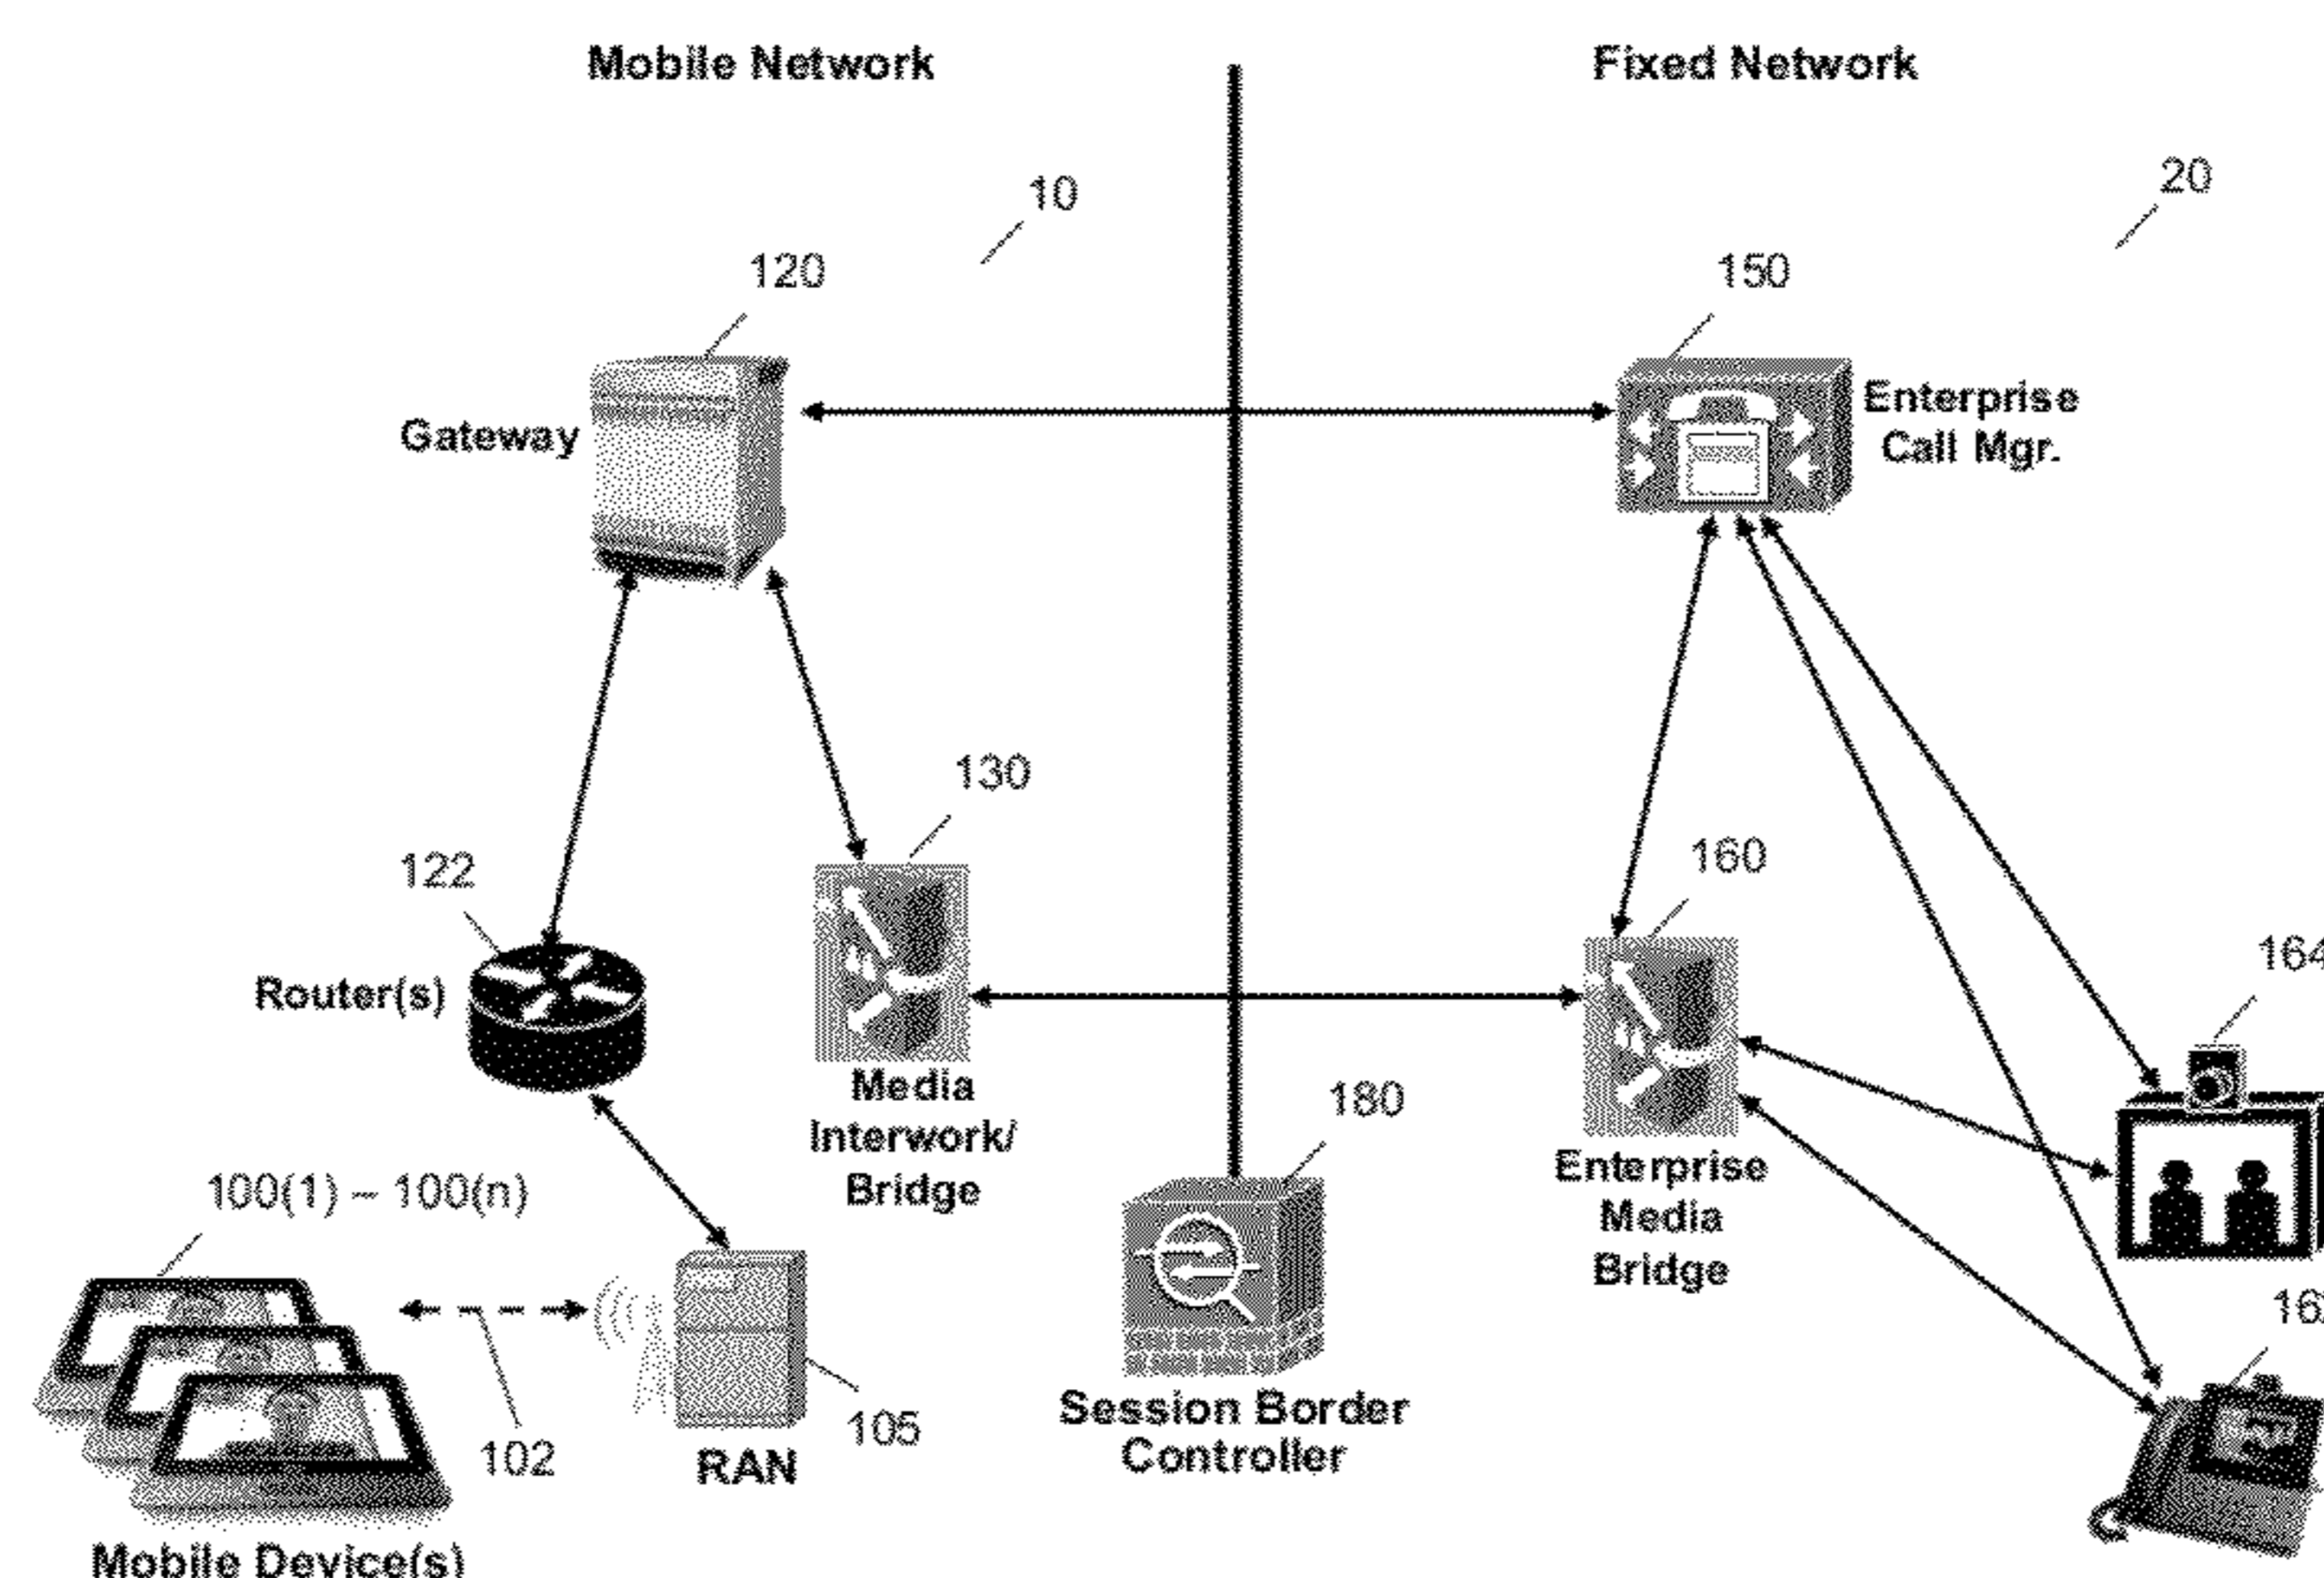 Mobile Network
Fixed Network
10
20
120
150
Gateway
Enterprise
Call Mgr.
130
122
160
164
Router(s)
Media
Interwork/
Bridge
180
100(1) – 100(n)
Enterprise
Media
Bridge
102
105
RAN
Session Border
Controller
Mobile Device(s)